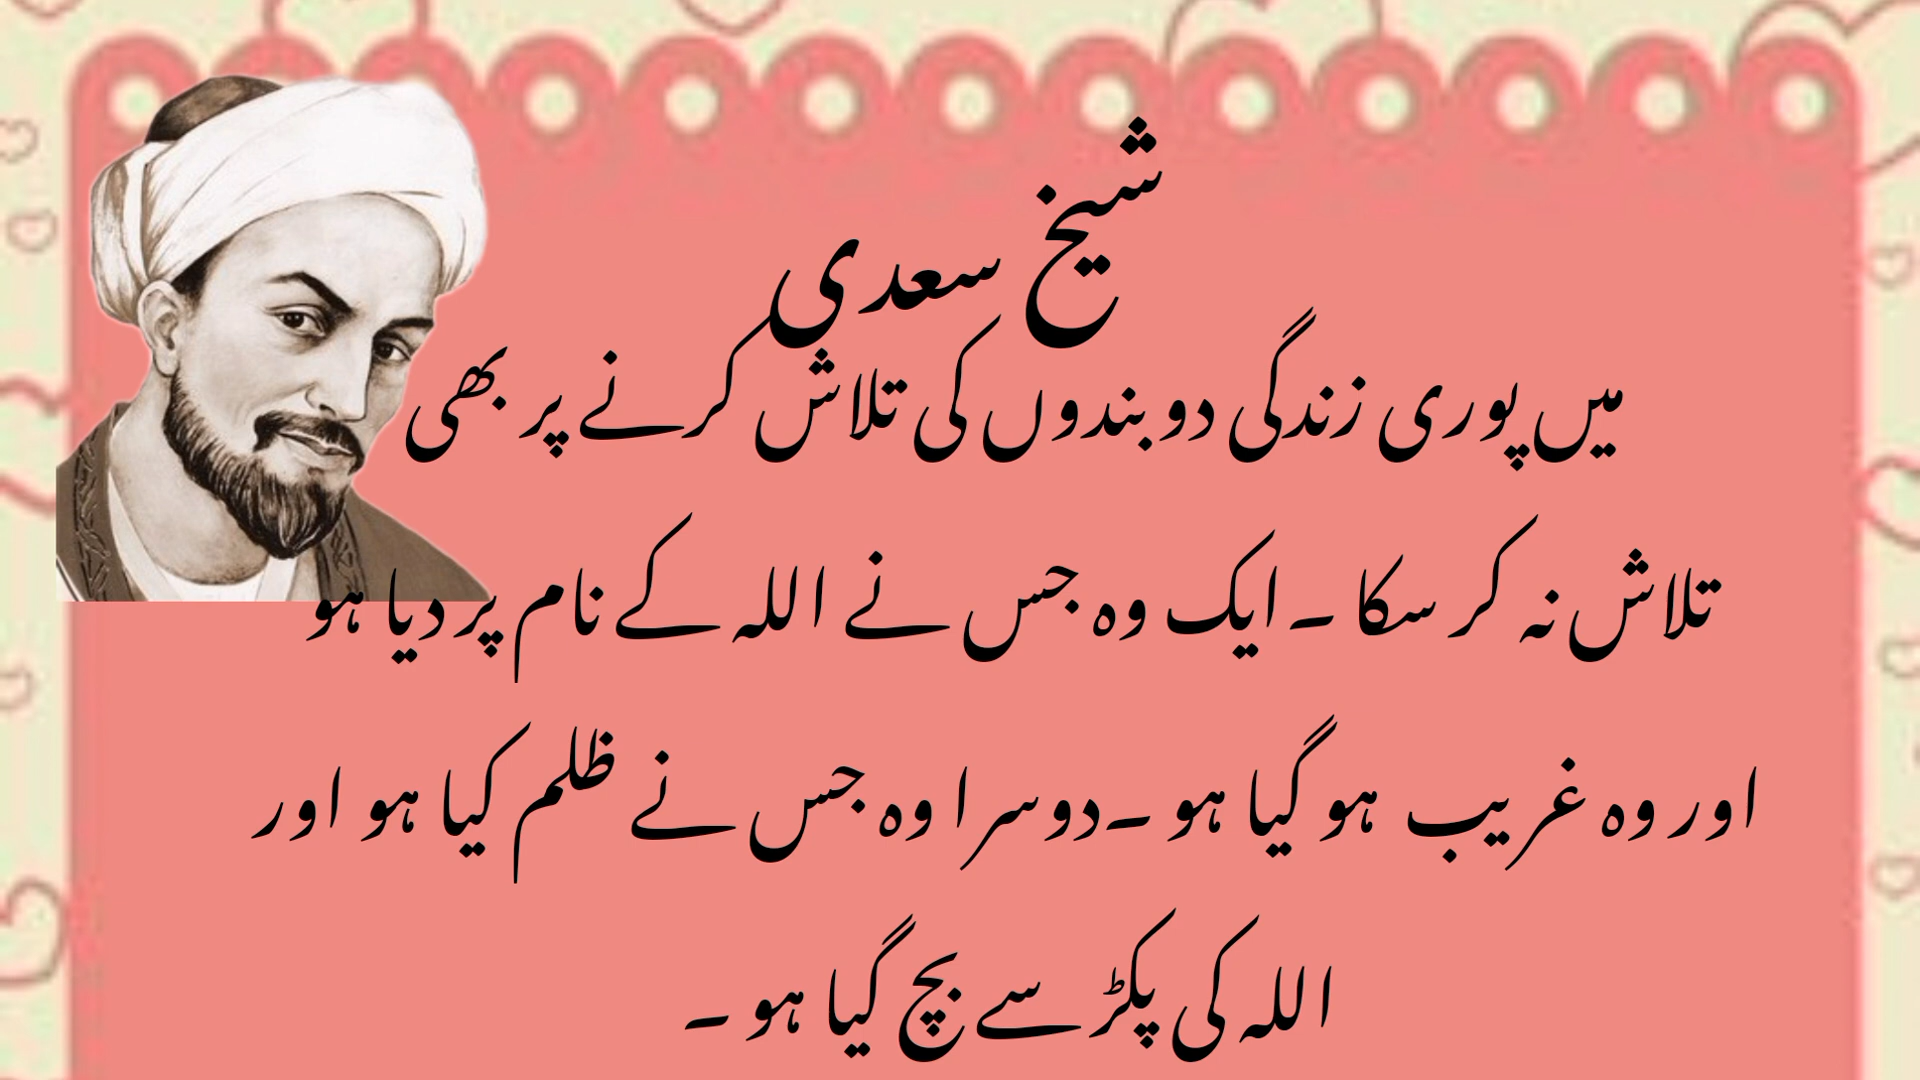 شیخ سعدی
میں پوری زندگی دو بندوں کی تلاش کرنے پر بھی
تلاش نہ کر سکا ۔ ایک وہ جس نے اللہ کے نام پر دیا ہو
اور وہ غریب ہو گیا ہو ۔ دوسرا وہ جس نے ظلم کیا ہو اور
اللہ کی پکڑ سے بچ گیا ہو ۔